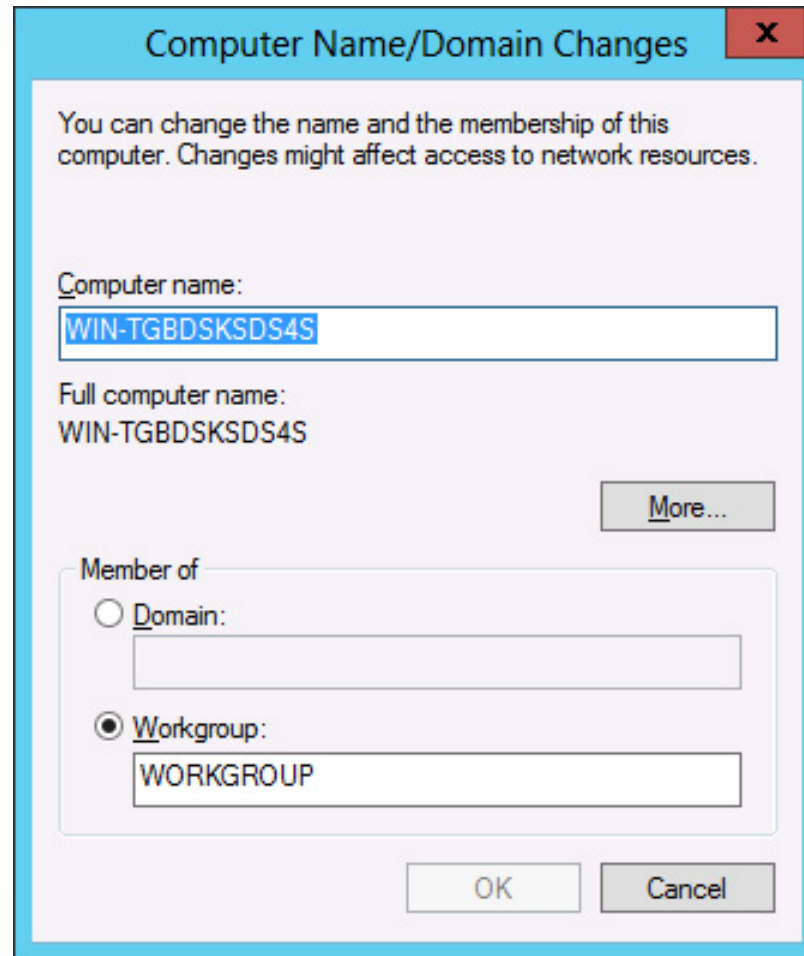 Computer Name/Domain Changes
x
You can change the name and the membership of this
computer. Changes might affect access to network resources.
Computer name:
WIN-TGBDSKSDS4S
Full computer name:
WIN-TGBDSKSDS4S
More...
Member of
Domain:
Workgroup:
WORKGROUP
OK
Cancel